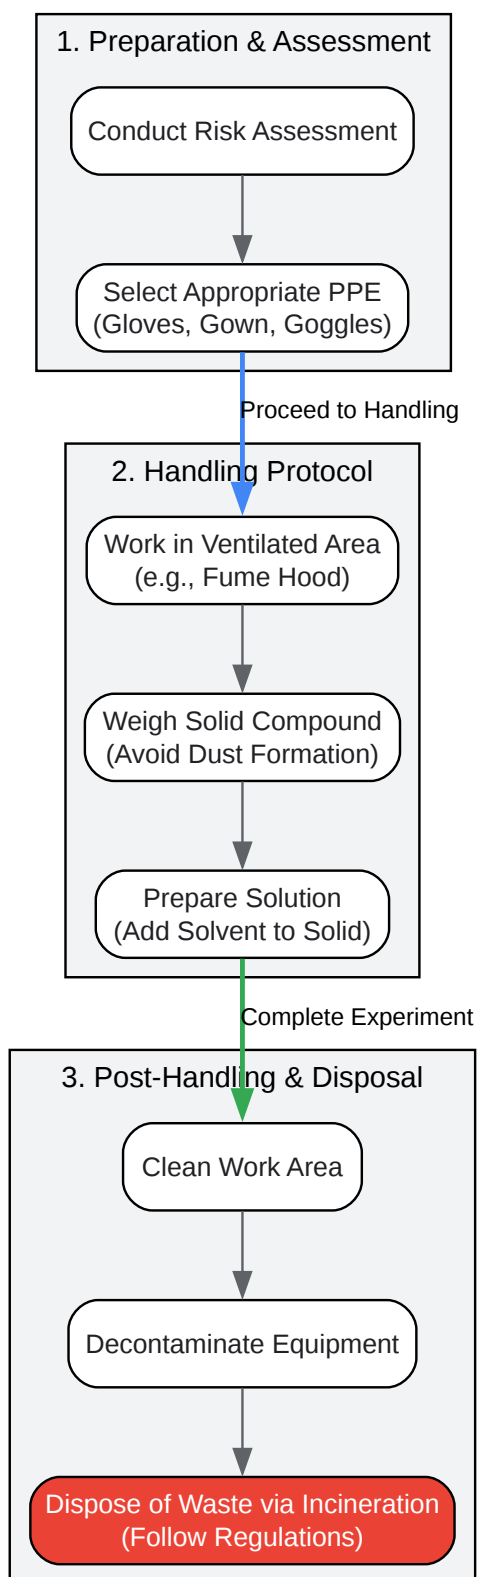 1. Preparation & Assessment
Conduct Risk Assessment
Select Appropriate PPE
(Gloves, Gown, Goggles)
Proceed to Handling
2. Handling Protocol
Work in Ventilated Area
(e.g., Fume Hood)
Weigh Solid Compound
(Avoid Dust Formation)
Prepare Solution
(Add Solvent to Solid)
Complete Experiment
3. Post-Handling & Disposal
Clean Work Area
Decontaminate Equipment
Dispose of Waste via Incineration
(Follow Regulations)